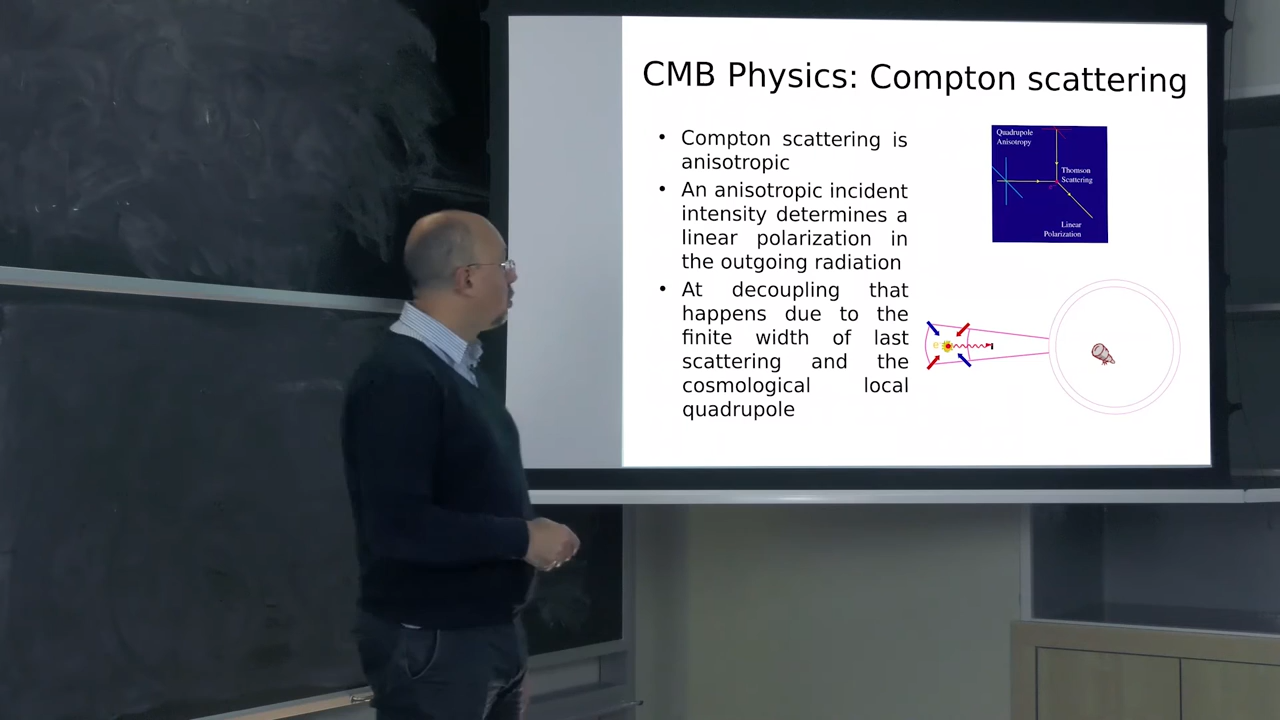 CMB Physics: Compton scattering
• Compton scattering is
anisotropic
• An anisotropic incident
intensity determines a
linear polarization in
the outgoing radiation
• At decoupling that
happens due to the
finite width of last
scattering and the
cosmological local
quadrupole
Quadrupole
Anisotropy
Thomson
Scattering
Linear
Polarization